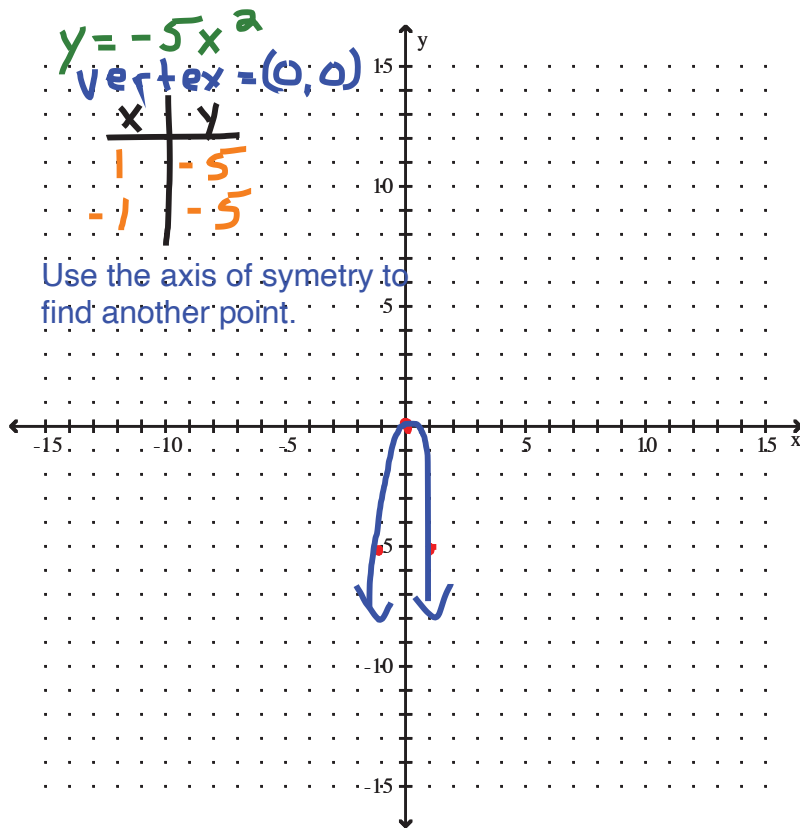 y = -5x²
vertex = (0,0)
x y
1 -5
-1 -5
Use the axis of symetry to
find another point.
y
15
10
5
-15 -10 -5 5 10 15 x
-5
-10
-15